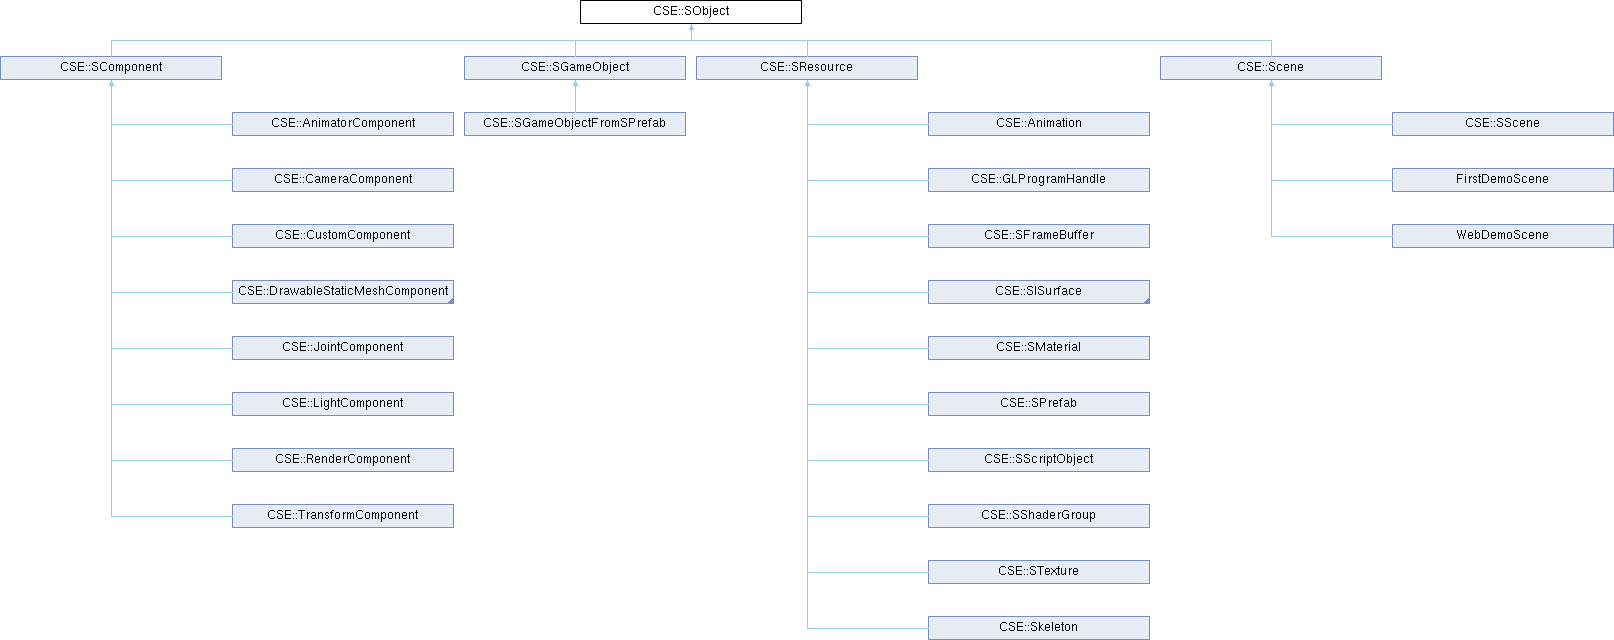 CSE::SObject
CSE::SComponent
CSE::SGameObject
CSE::SResource
CSE::Scene
CSE::AnimatorComponent
CSE::SGameObjectFromSPrefab
CSE::Animation
CSE::SScene
CSE::CameraComponent
CSE::GLProgramHandle
FirstDemoScene
CSE::CustomComponent
CSE::SFrameBuffer
WebDemoScene
CSE::DrawableStaticMeshComponent
CSE::SISurface
CSE::JointComponent
CSE::SMaterial
CSE::LightComponent
CSE::SPrefab
CSE::RenderComponent
CSE::SScriptObject
CSE::TransformComponent
CSE::SShaderGroup
CSE::STexture
CSE::Skeleton